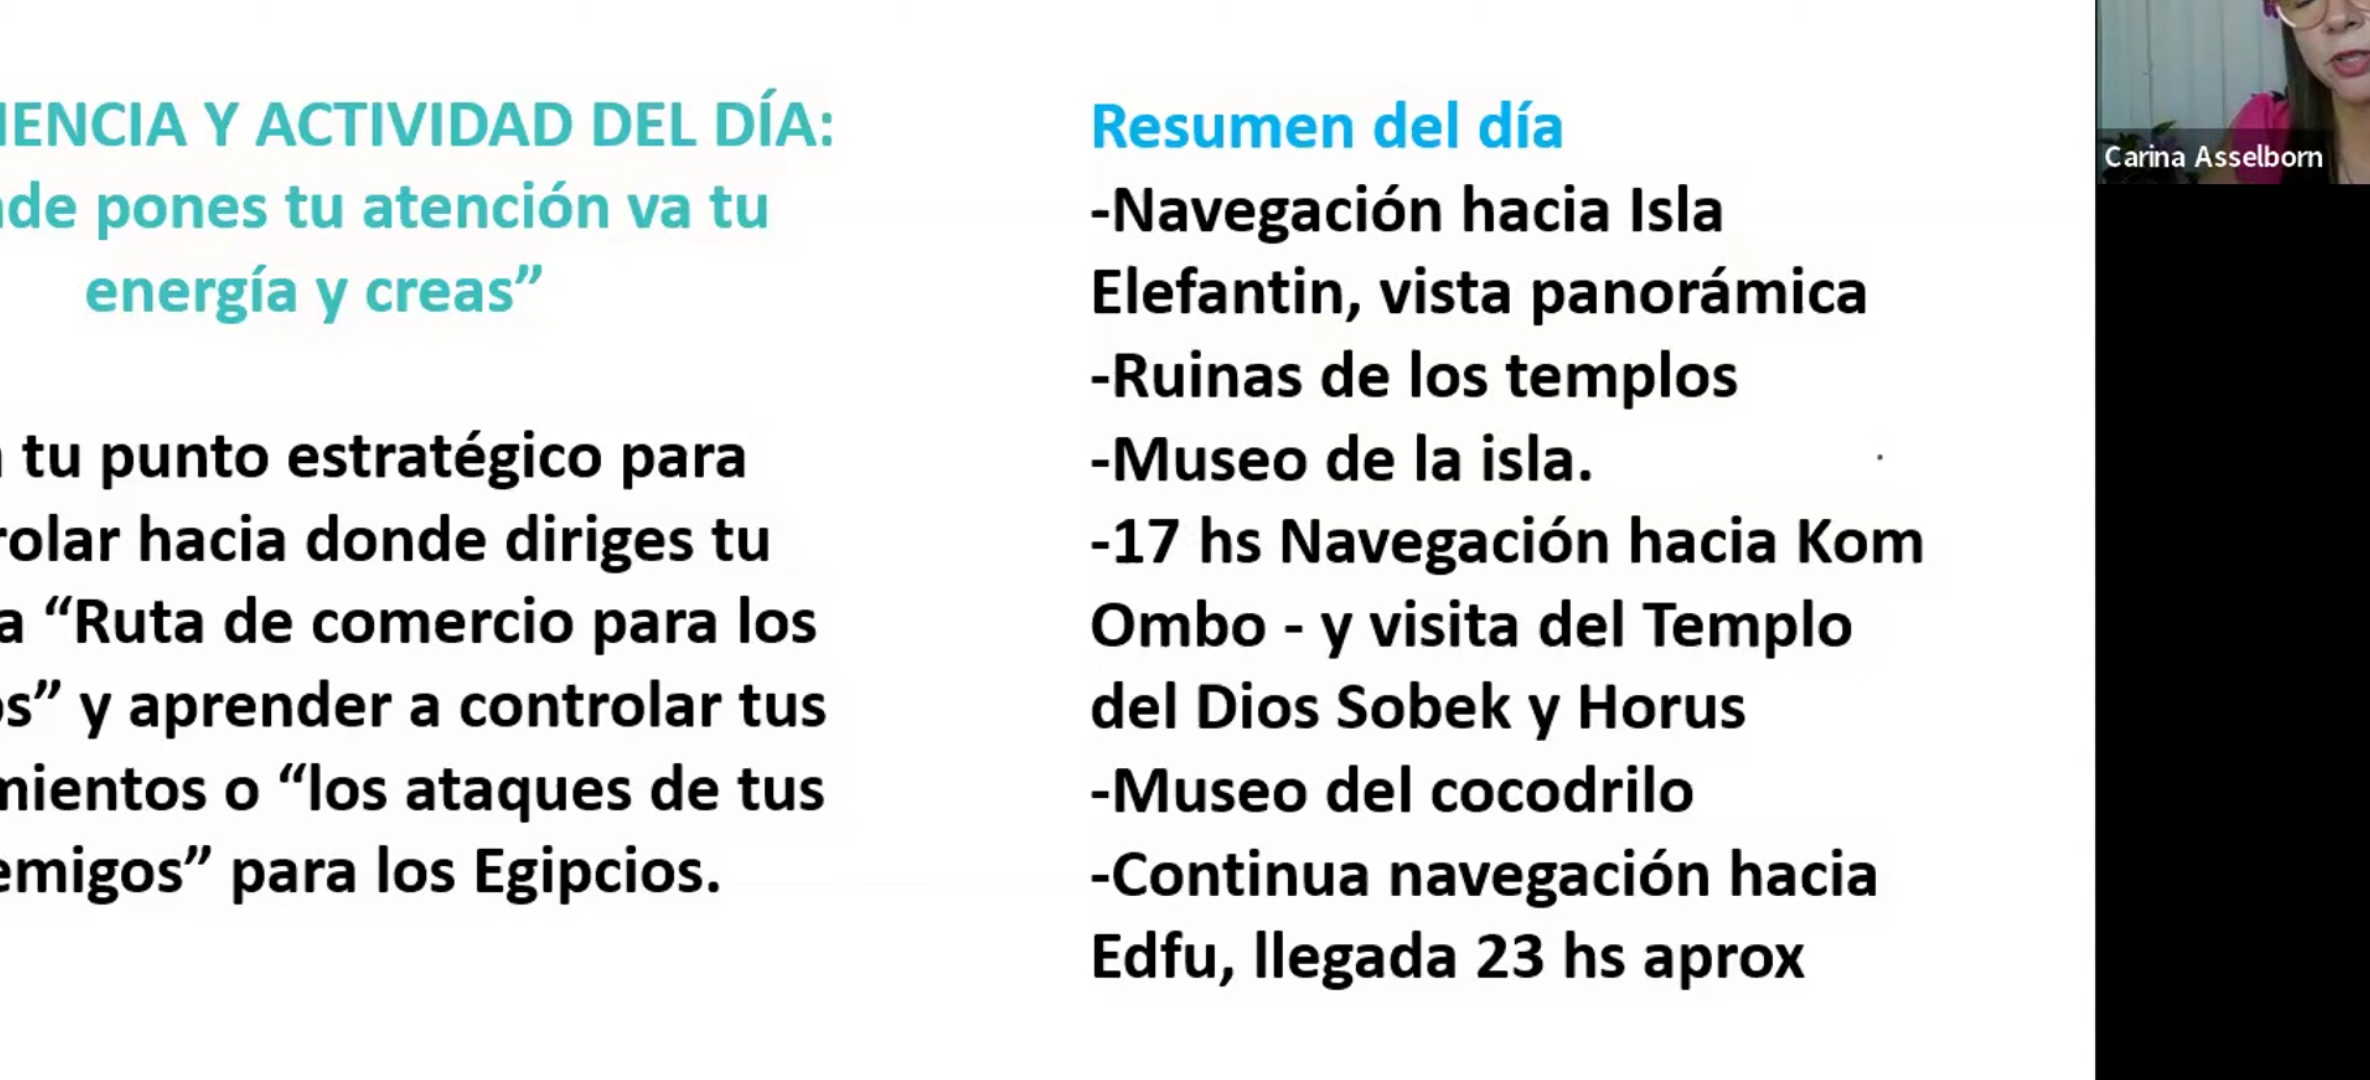 IENCIA Y ACTIVIDAD DEL DÍA:
de pones tu atención va tu
energía y creas”
tu punto estratégico para
rolar hacia donde diriges tu
a “Ruta de comercio para los
os” y aprender a controlar tus
mientos o “los ataques de tus
emigos” para los Egipcios.
Resumen del día
-Navegación hacia Isla
Elefantin, vista panorámica
-Ruinas de los templos
-Museo de la isla.
-17 hs Navegación hacia Kom
Ombo - y visita del Templo
del Dios Sobek y Horus
-Museo del cocodrilo
-Continua navegación hacia
Edfu, llegada 23 hs aprox
Carina Asselborn